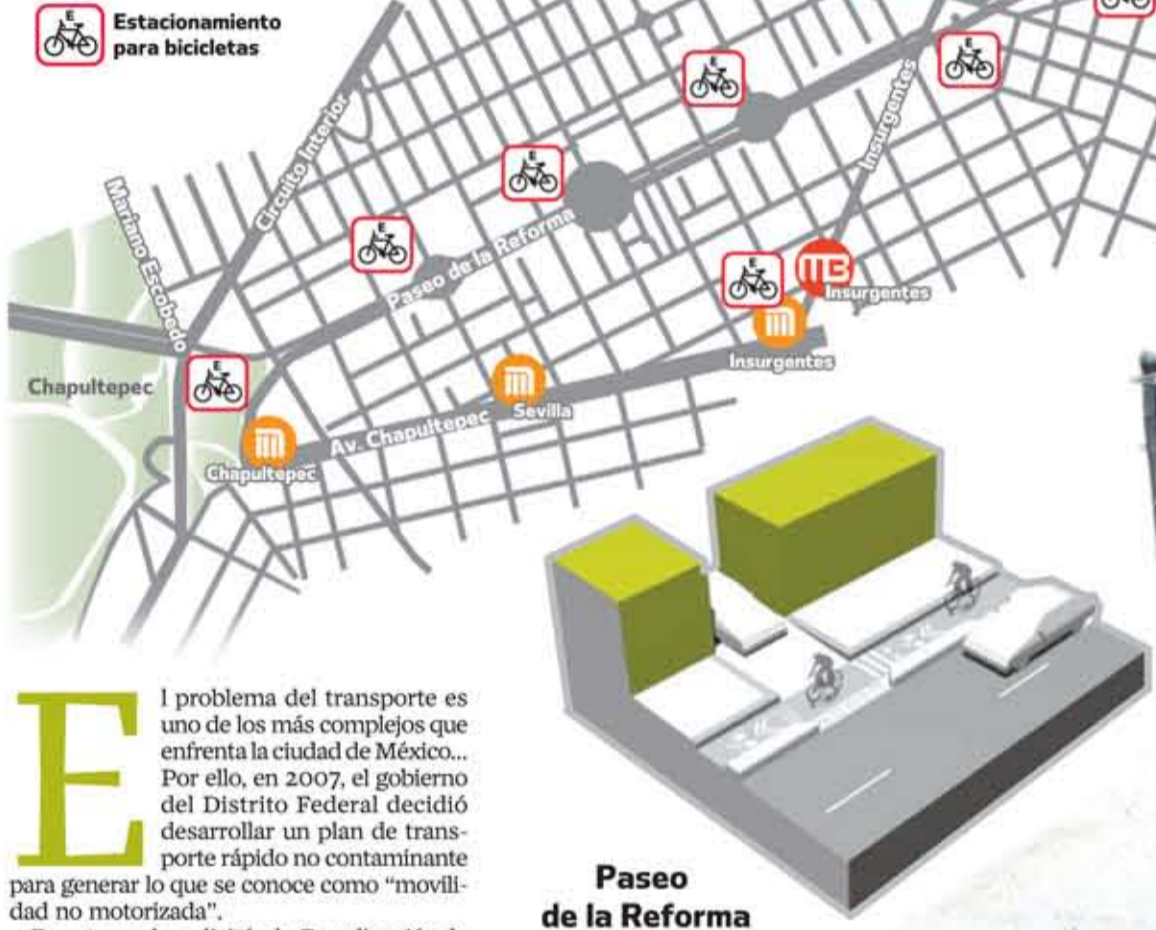 E
Estacionamiento
para bicicletas
E
E
E
E
E
E
Mariano Escobedo
Circuito Interior
Paseo de la Reforma
Insurgentes
Insurgentes
Insurgentes
Chapultepec
Sevilla
Av. Chapultepec
Chapultepec
El problema del transporte es
uno de los más complejos que
enfrenta la ciudad de México...
Por ello, en 2007, el gobierno
del Distrito Federal decidió
desarrollar un plan de trans-
porte rápido no contaminante
para generar lo que se conoce como “movili-
dad no motorizada”.
Paseo
de la Reforma